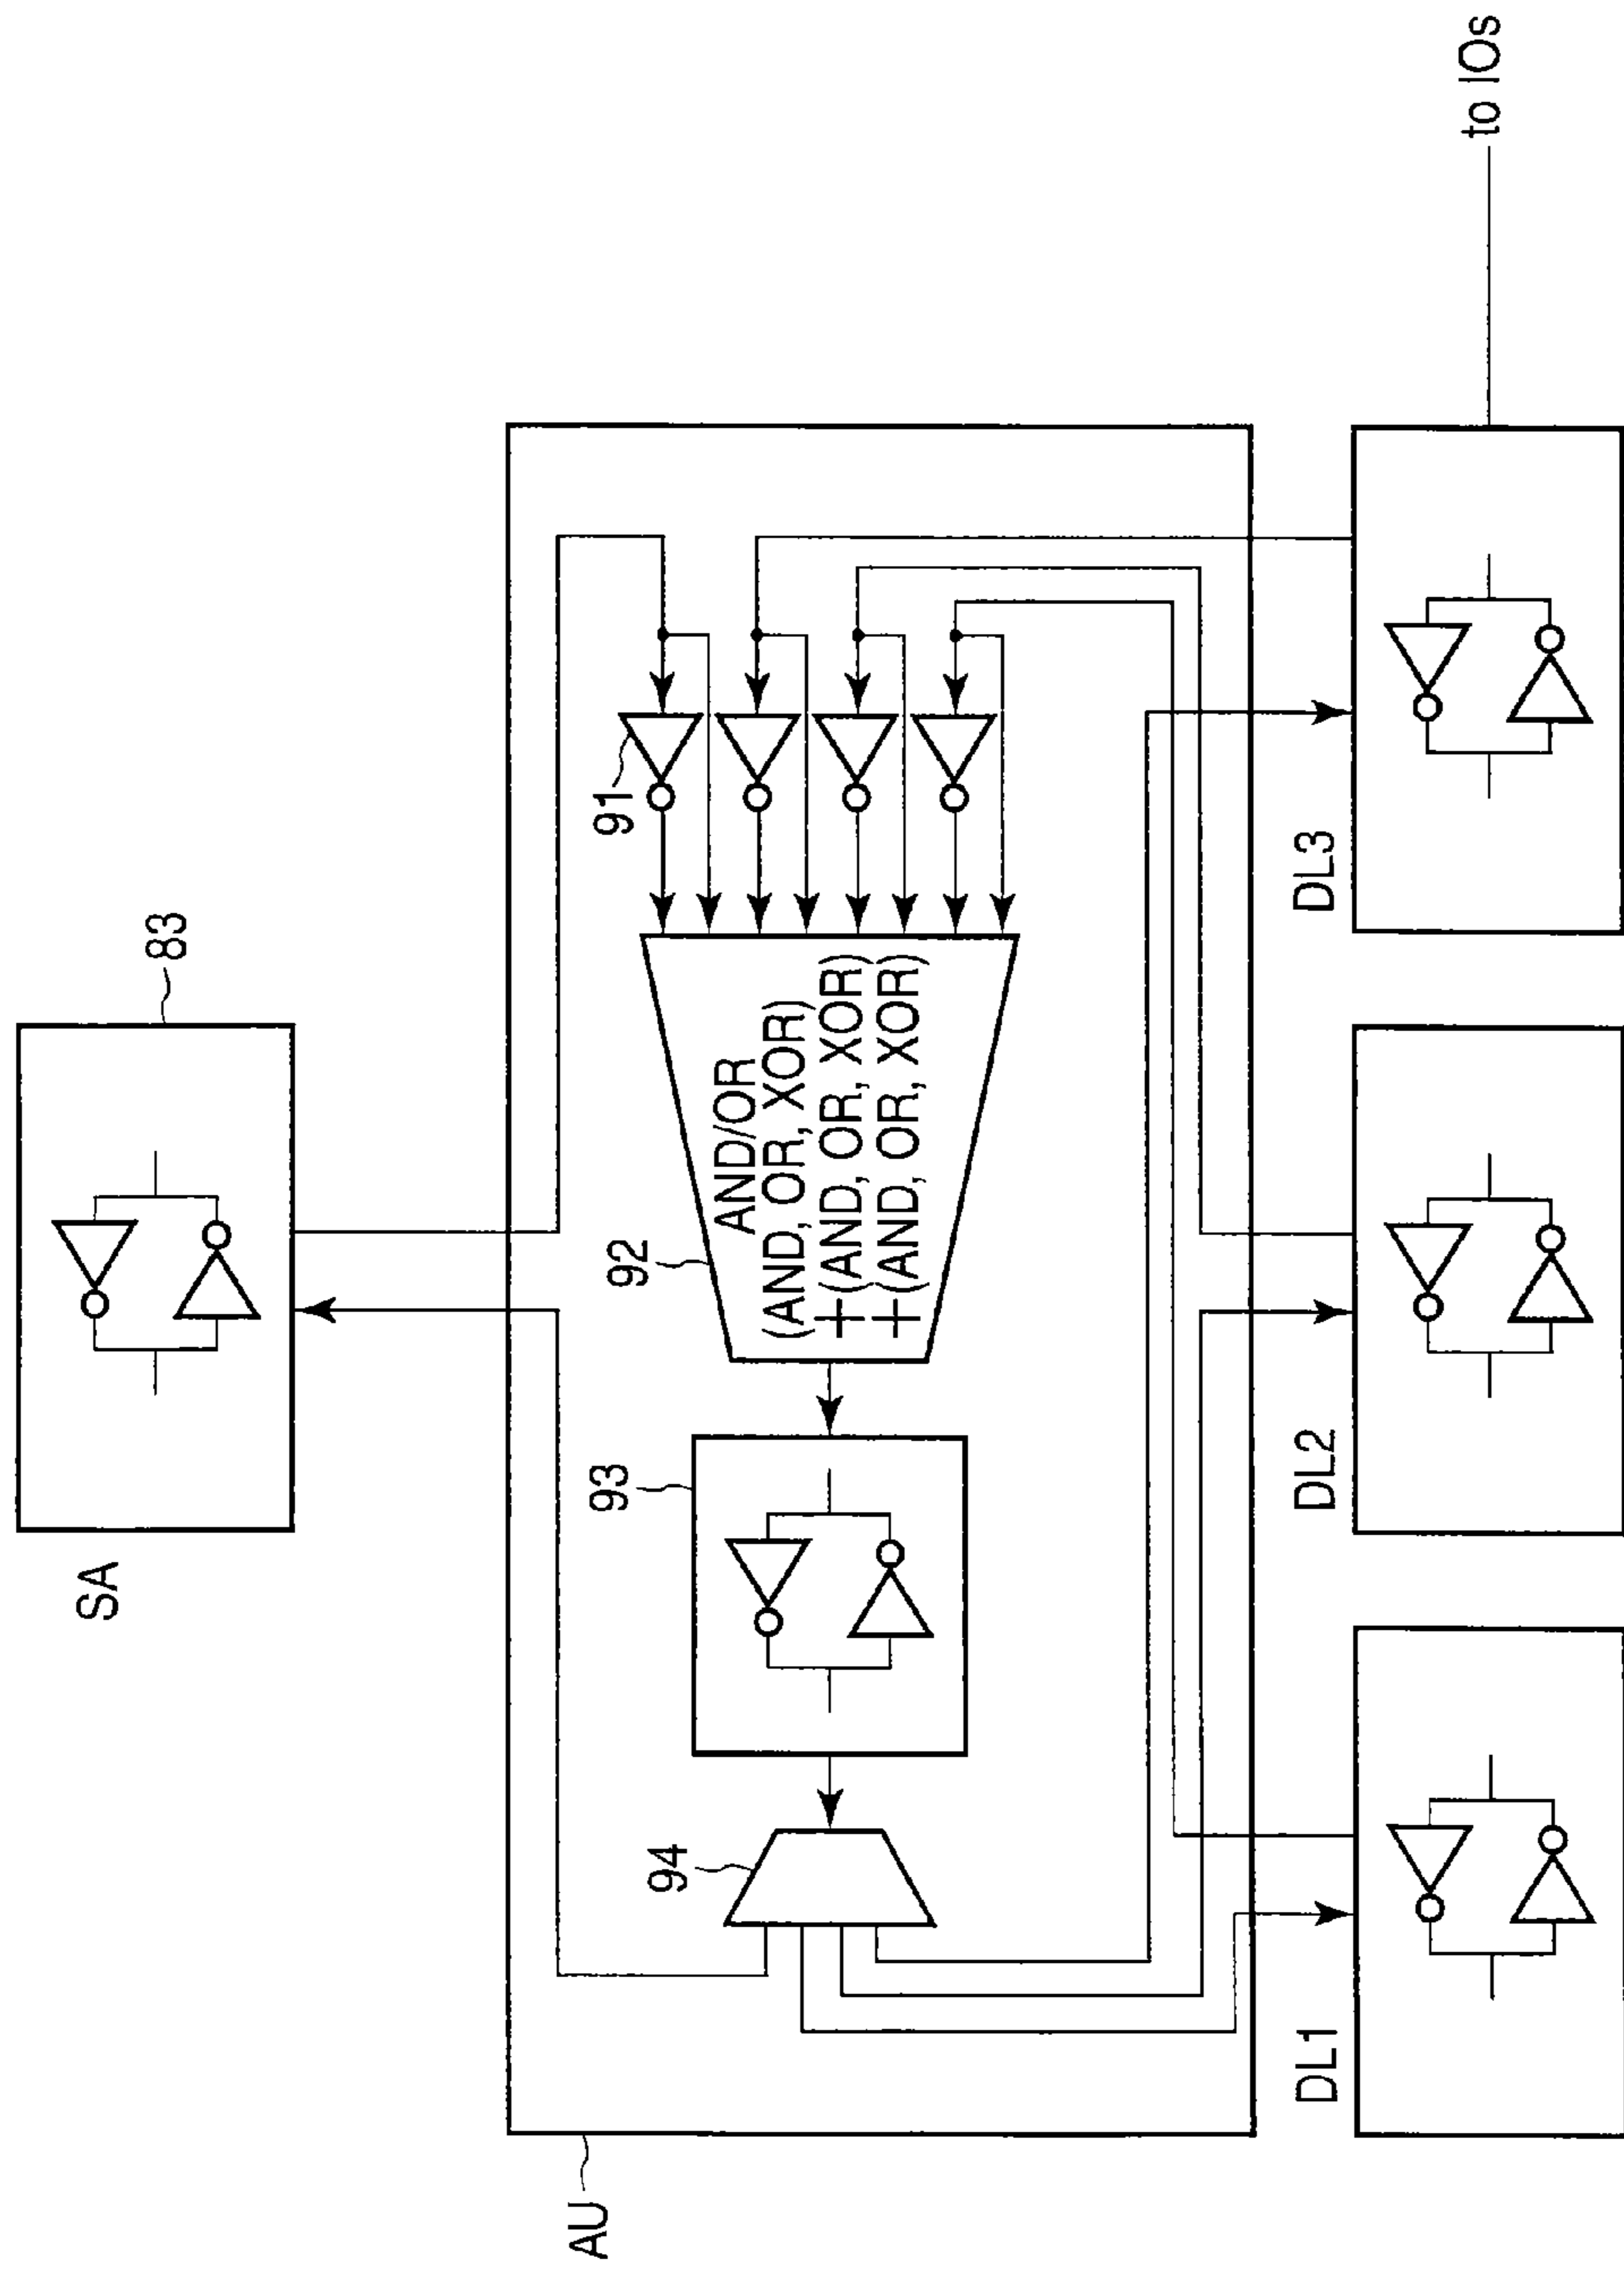 SA
83
AU
91
92
AND/OR
(AND, OR, XOR)
+(AND, OR, XOR)
+(AND, OR, XOR)
93
94
DL1
DL2
DL3
to IOs